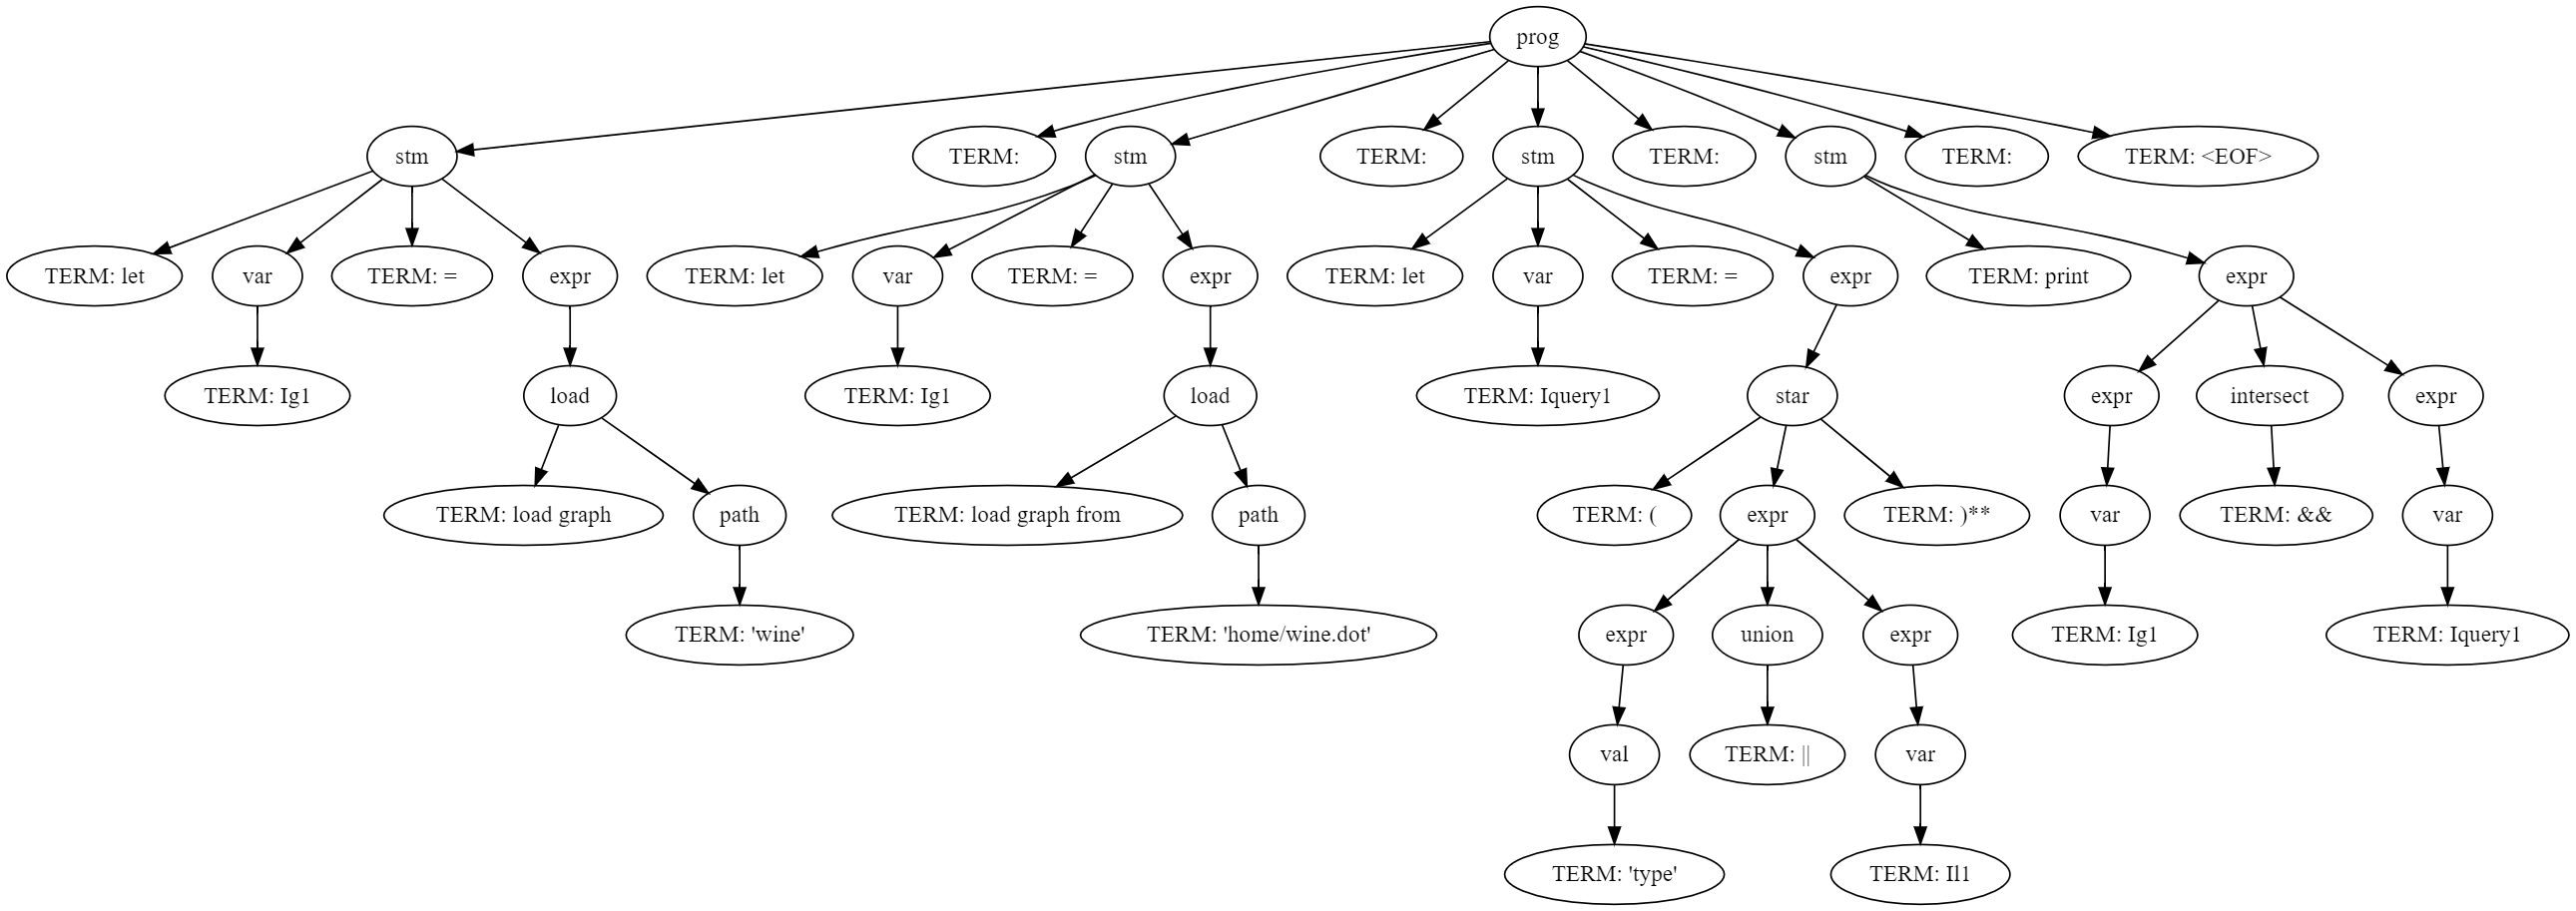 prog
stm
TERM:
stm
TERM:
stm
TERM:
stm
TERM:
TERM: <EOF>
TERM: let
var
TERM: =
expr
TERM: let
var
TERM: =
expr
TERM: let
var
TERM: =
expr
TERM: print
expr
TERM: Ig1
load
TERM: Ig1
load
TERM: Iquery1
star
expr
intersect
expr
TERM: load graph
path
TERM: load graph from
path
TERM: (
expr
TERM: )**
var
TERM: &&
var
TERM: 'wine'
TERM: 'home/wine.dot'
expr
union
expr
TERM: Ig1
TERM: Iquery1
val
TERM: ||
var
TERM: 'type'
TERM: Il1